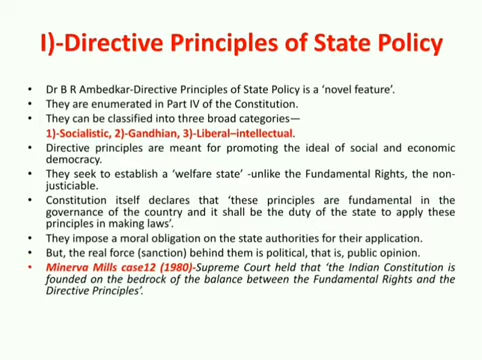 I)-Directive Principles of State Policy
• Dr B R Ambedkar-Directive Principles of State Policy is a ‘novel feature’.
• They are enumerated in Part IV of the Constitution.
• They can be classified into three broad categories—
1)-Socialistic, 2)-Gandhian, 3)-Liberal–intellectual.
• Directive principles are meant for promoting the ideal of social and economic
democracy.
• They seek to establish a ‘welfare state’ -unlike the Fundamental Rights, the non-
justiciable.
• Constitution itself declares that ‘these principles are fundamental in the
governance of the country and it shall be the duty of the state to apply these
principles in making laws’.
• They impose a moral obligation on the state authorities for their application.
• But, the real force (sanction) behind them is political, that is, public opinion.
• Minerva Mills case12 (1980)-Supreme Court held that ‘the Indian Constitution is
founded on the bedrock of the balance between the Fundamental Rights and the
Directive Principles’.